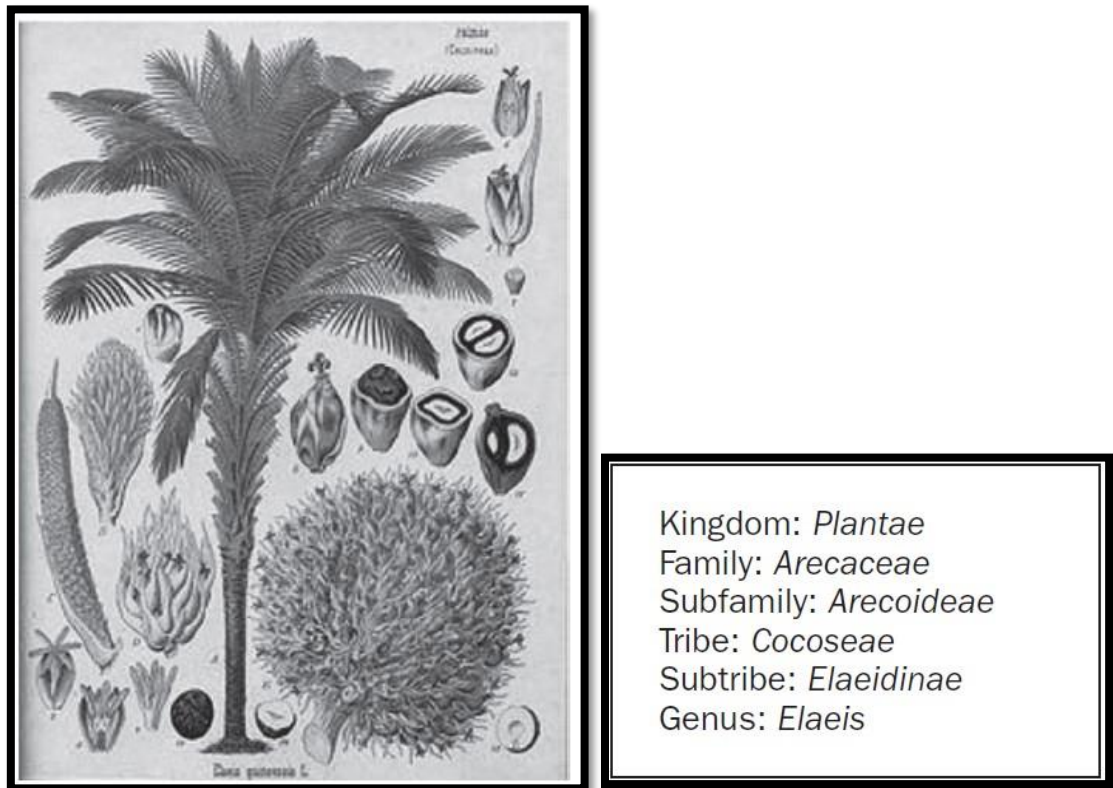 Kingdom: Plantae
Family: Arecaceae
Subfamily: Arecoideae
Tribe: Cocoseae
Subtribe: Elaeidinae
Genus: Elaeis